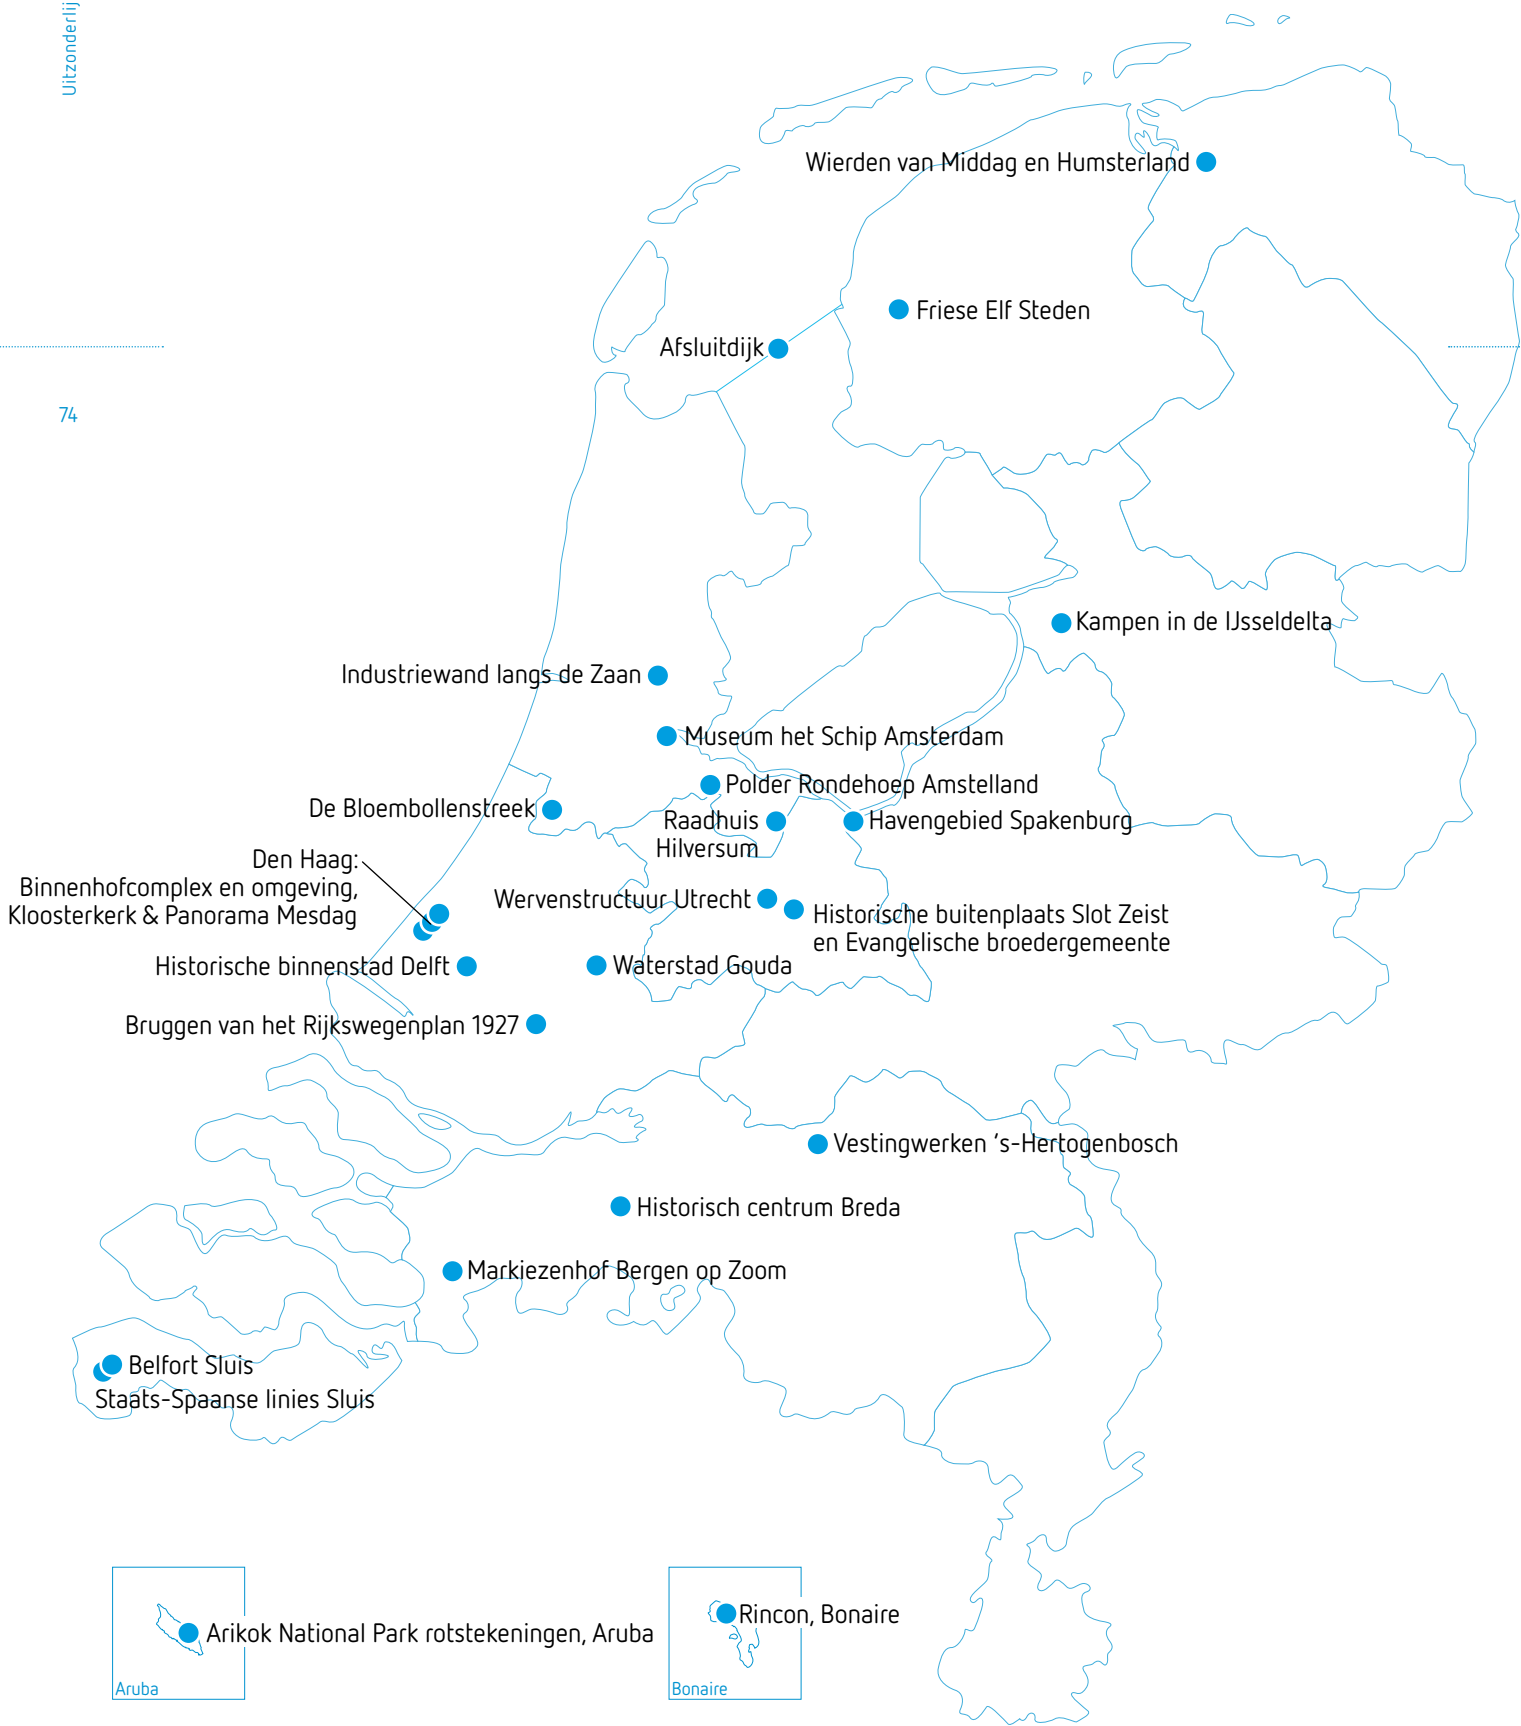 Uitzonderlij
Wierden van Middag en Humsterland
Friese Elf Steden
Afsluitdijk
74
Kampen in de IJsseldelta
Industriewand langs de Zaan
Museum het Schip Amsterdam
Polder Rondehoep Amstelland
De Bloembollenstreek
Raadhuis
Hilversum
Havengebied Spakenburg
Den Haag:
Binnenhofcomplex en omgeving,
Kloosterkerk & Panorama Mesdag
Wervenstructuur Utrecht
Historische buitenplaats Slot Zeist
en Evangelische broedergemeente
Historische binnenstad Delft
Waterstad Gouda
Bruggen van het Rijkswegenplan 1927
Vestingwerken ‘s-Hertogenbosch
Historisch centrum Breda
Markiezenhof Bergen op Zoom
Belfort Sluis
Staats-Spaanse linies Sluis
Arikok National Park rotstekeningen, Aruba
Aruba
Rincon, Bonaire
Bonaire